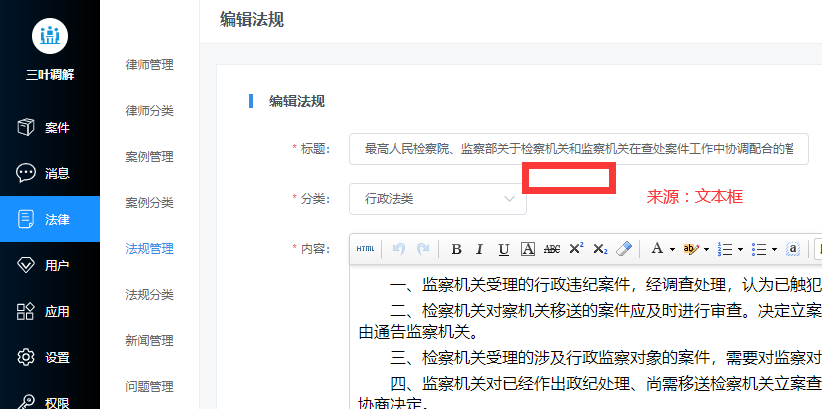 编辑法规
三叶调解
案件
消息
法律
用户
应用
设置
权限
律师管理
律师分类
案例管理
案例分类
法规管理
法规分类
新闻管理
问题管理
编辑法规
* 标题:
最高人民检察院、监察部关于检察机关和监察机关在查处案件工作中协调配合的暂
* 分类:
行政法类
来源：文本框
* 内容:
HTML B I U A ABC X² X₂ A ab a
一、监察机关受理的行政违纪案件，经调查处理，认为已触犯
二、检察机关对察机关移送的案件应及时进行审查。决定立案
由通告监察机关。
三、检察机关受理的涉及行政监察对象的案件，需要对监察对
四、监察机关对已经作出政纪处理、尚需移送检察机关立案查
协商决定。